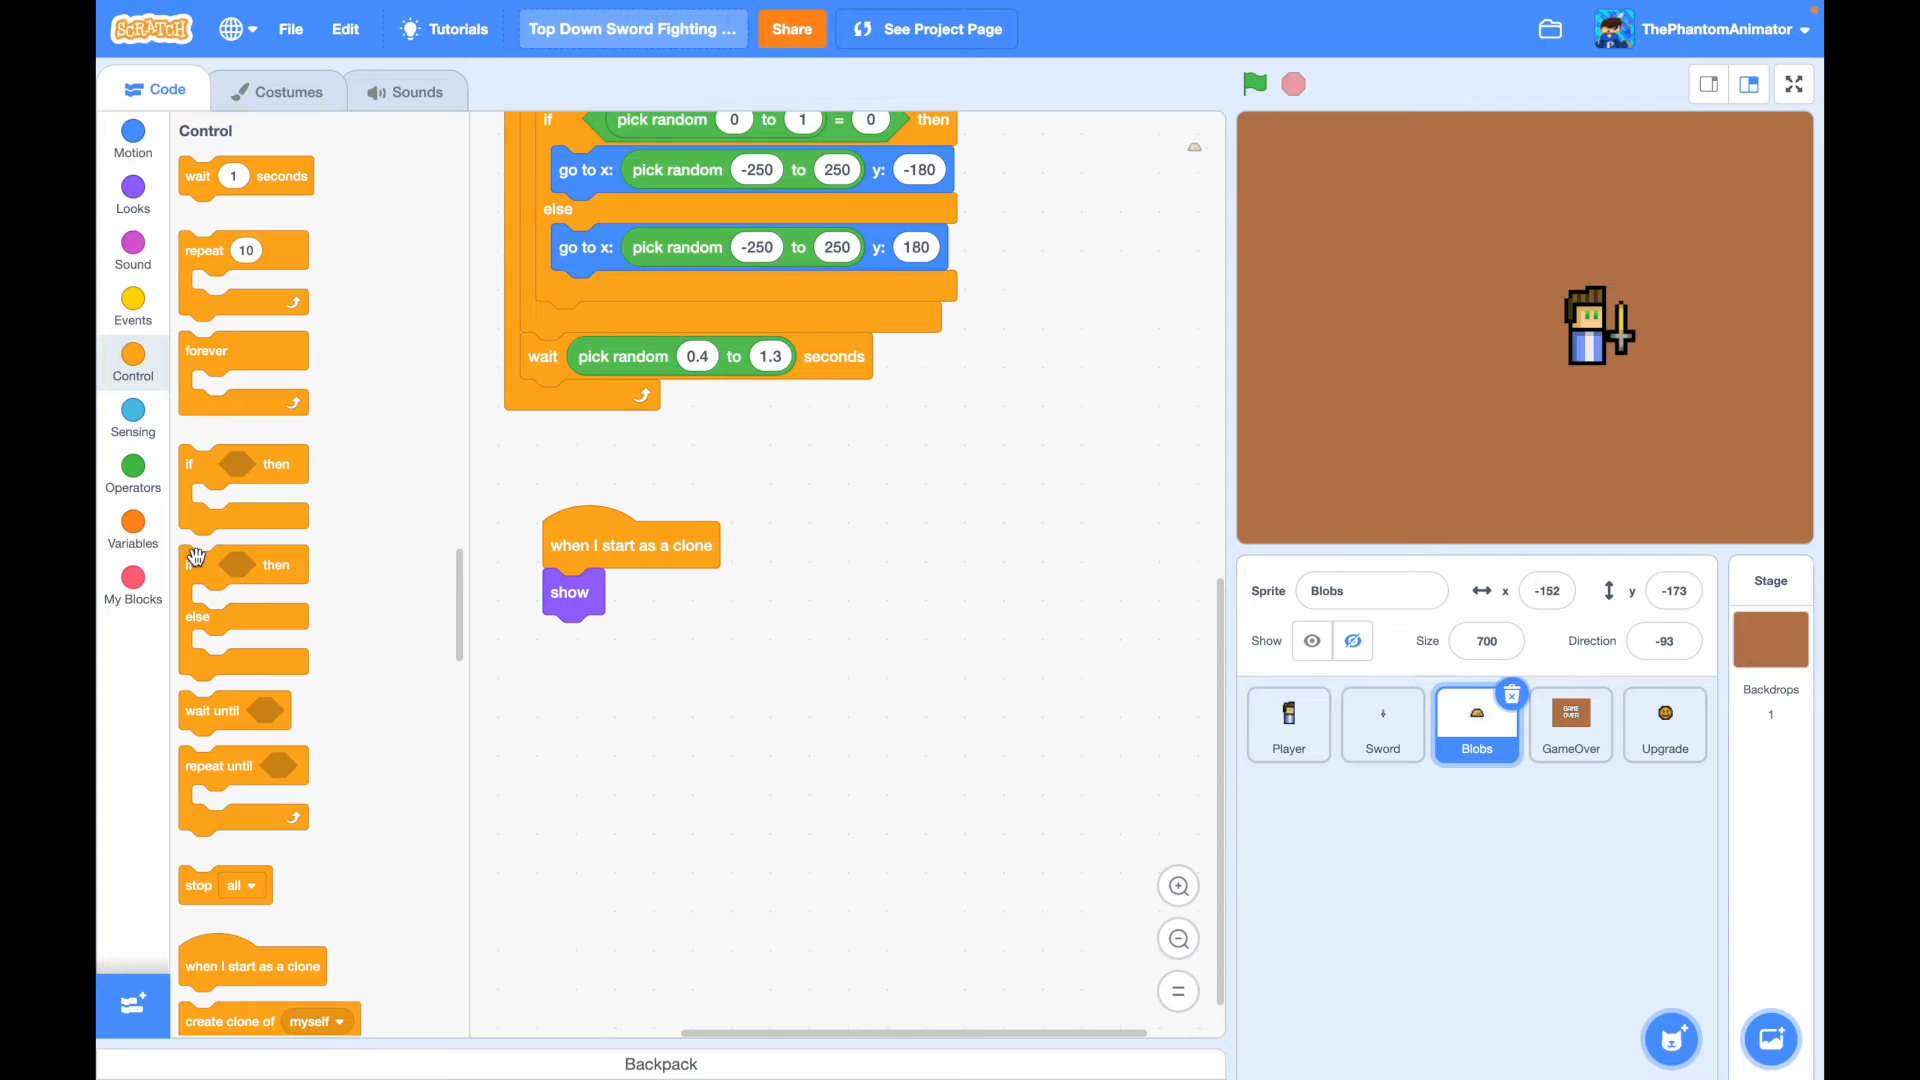 SCRATCH File Edit Tutorials Top Down Sword Fighting ... Share See Project Page ThePhantomAnimator
Code Costumes Sounds
Motion
Looks
Sound
Events
Control
Sensing
Operators
Variables
My Blocks
Control
wait 1 seconds
repeat 10
forever
if then
if then
else
wait until
repeat until
stop all
when I start as a clone
create clone of myself
if pick random 0 to 1 = 0 then
go to x: pick random -250 to 250 y: -180
else
go to x: pick random -250 to 250 y: 180
wait pick random 0.4 to 1.3 seconds
when I start as a clone
show
Backpack
Sprite Blobs x -152 y -173
Show Size 700 Direction -93
GAME
OVER
Player Sword Blobs GameOver Upgrade
Stage
Backdrops
1